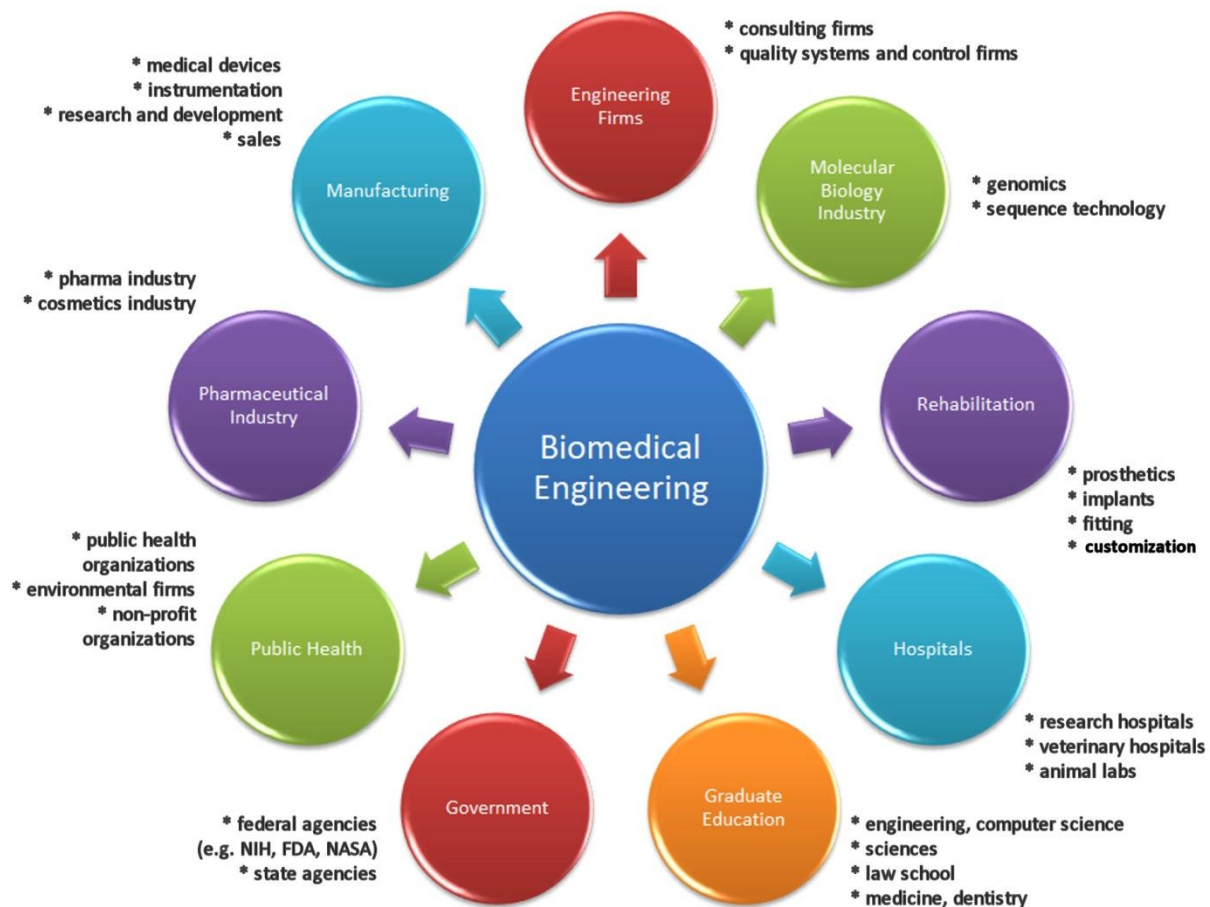 * consulting firms
* quality systems and control firms
Engineering
Firms
* medical devices
* instrumentation
* research and development
* sales
Manufacturing
Molecular
Biology
Industry
* genomics
* sequence technology
* pharma industry
* cosmetics industry
Pharmaceutical
Industry
Biomedical
Engineering
Rehabilitation
* prosthetics
* implants
* fitting
* customization
* public health
organizations
* environmental firms
* non-profit
organizations
Public Health
Hospitals
* research hospitals
* veterinary hospitals
* animal labs
Government
* federal agencies
(e.g. NIH, FDA, NASA)
* state agencies
Graduate
Education
* engineering, computer science
* sciences
* law school
* medicine, dentistry